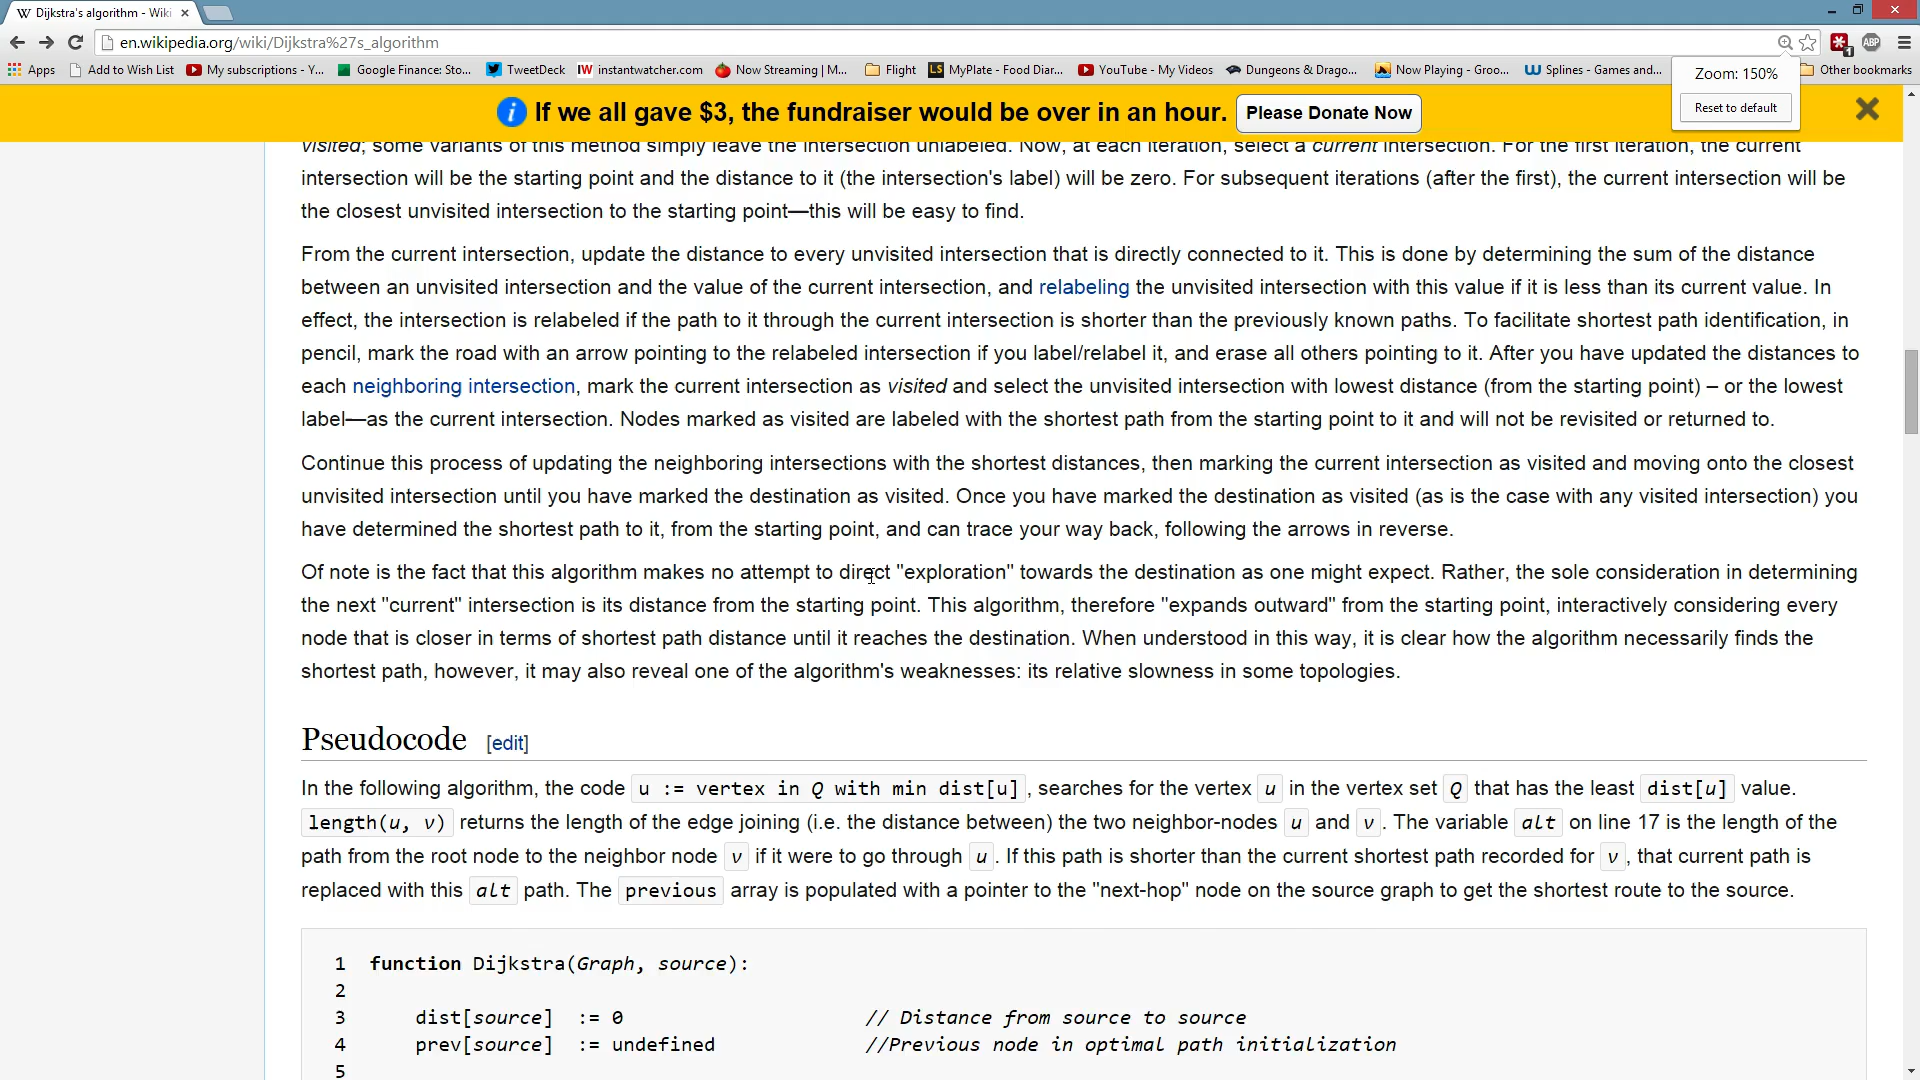 Dijkstra's algorithm - Wiki
en.wikipedia.org/wiki/Dijkstra%27s_algorithm
Apps Add to Wish List My subscriptions - Y... Google Finance: Sto... TweetDeck IW instantwatcher.com Now Streaming | M... Flight LS MyPlate - Food Diar... YouTube - My Videos Dungeons & Drago... Now Playing - Groo... Splines - Games and... Other bookmarks
1
ABP
Zoom: 150%
Reset to default
i If we all gave $3, the fundraiser would be over in an hour. Please Donate Now
visited; some variants of this method simply leave the intersection unlabeled. Now, at each iteration, select a current intersection. For the first iteration, the current
intersection will be the starting point and the distance to it (the intersection's label) will be zero. For subsequent iterations (after the first), the current intersection will be
the closest unvisited intersection to the starting point—this will be easy to find.
From the current intersection, update the distance to every unvisited intersection that is directly connected to it. This is done by determining the sum of the distance
between an unvisited intersection and the value of the current intersection, and relabeling the unvisited intersection with this value if it is less than its current value. In
effect, the intersection is relabeled if the path to it through the current intersection is shorter than the previously known paths. To facilitate shortest path identification, in
pencil, mark the road with an arrow pointing to the relabeled intersection if you label/relabel it, and erase all others pointing to it. After you have updated the distances to
each neighboring intersection, mark the current intersection as visited and select the unvisited intersection with lowest distance (from the starting point) – or the lowest
label—as the current intersection. Nodes marked as visited are labeled with the shortest path from the starting point to it and will not be revisited or returned to.
Continue this process of updating the neighboring intersections with the shortest distances, then marking the current intersection as visited and moving onto the closest
unvisited intersection until you have marked the destination as visited. Once you have marked the destination as visited (as is the case with any visited intersection) you
have determined the shortest path to it, from the starting point, and can trace your way back, following the arrows in reverse.
Of note is the fact that this algorithm makes no attempt to direct "exploration" towards the destination as one might expect. Rather, the sole consideration in determining
the next "current" intersection is its distance from the starting point. This algorithm, therefore "expands outward" from the starting point, interactively considering every
node that is closer in terms of shortest path distance until it reaches the destination. When understood in this way, it is clear how the algorithm necessarily finds the
shortest path, however, it may also reveal one of the algorithm's weaknesses: its relative slowness in some topologies.
Pseudocode [edit]
In the following algorithm, the code u := vertex in Q with min dist[u] , searches for the vertex u in the vertex set Q that has the least dist[u] value.
length(u, v) returns the length of the edge joining (i.e. the distance between) the two neighbor-nodes u and v . The variable alt on line 17 is the length of the
path from the root node to the neighbor node v if it were to go through u . If this path is shorter than the current shortest path recorded for v , that current path is
replaced with this alt path. The previous array is populated with a pointer to the "next-hop" node on the source graph to get the shortest route to the source.
1 function Dijkstra(Graph, source):
2
3 dist[source] := 0 // Distance from source to source
4 prev[source] := undefined //Previous node in optimal path initialization
5